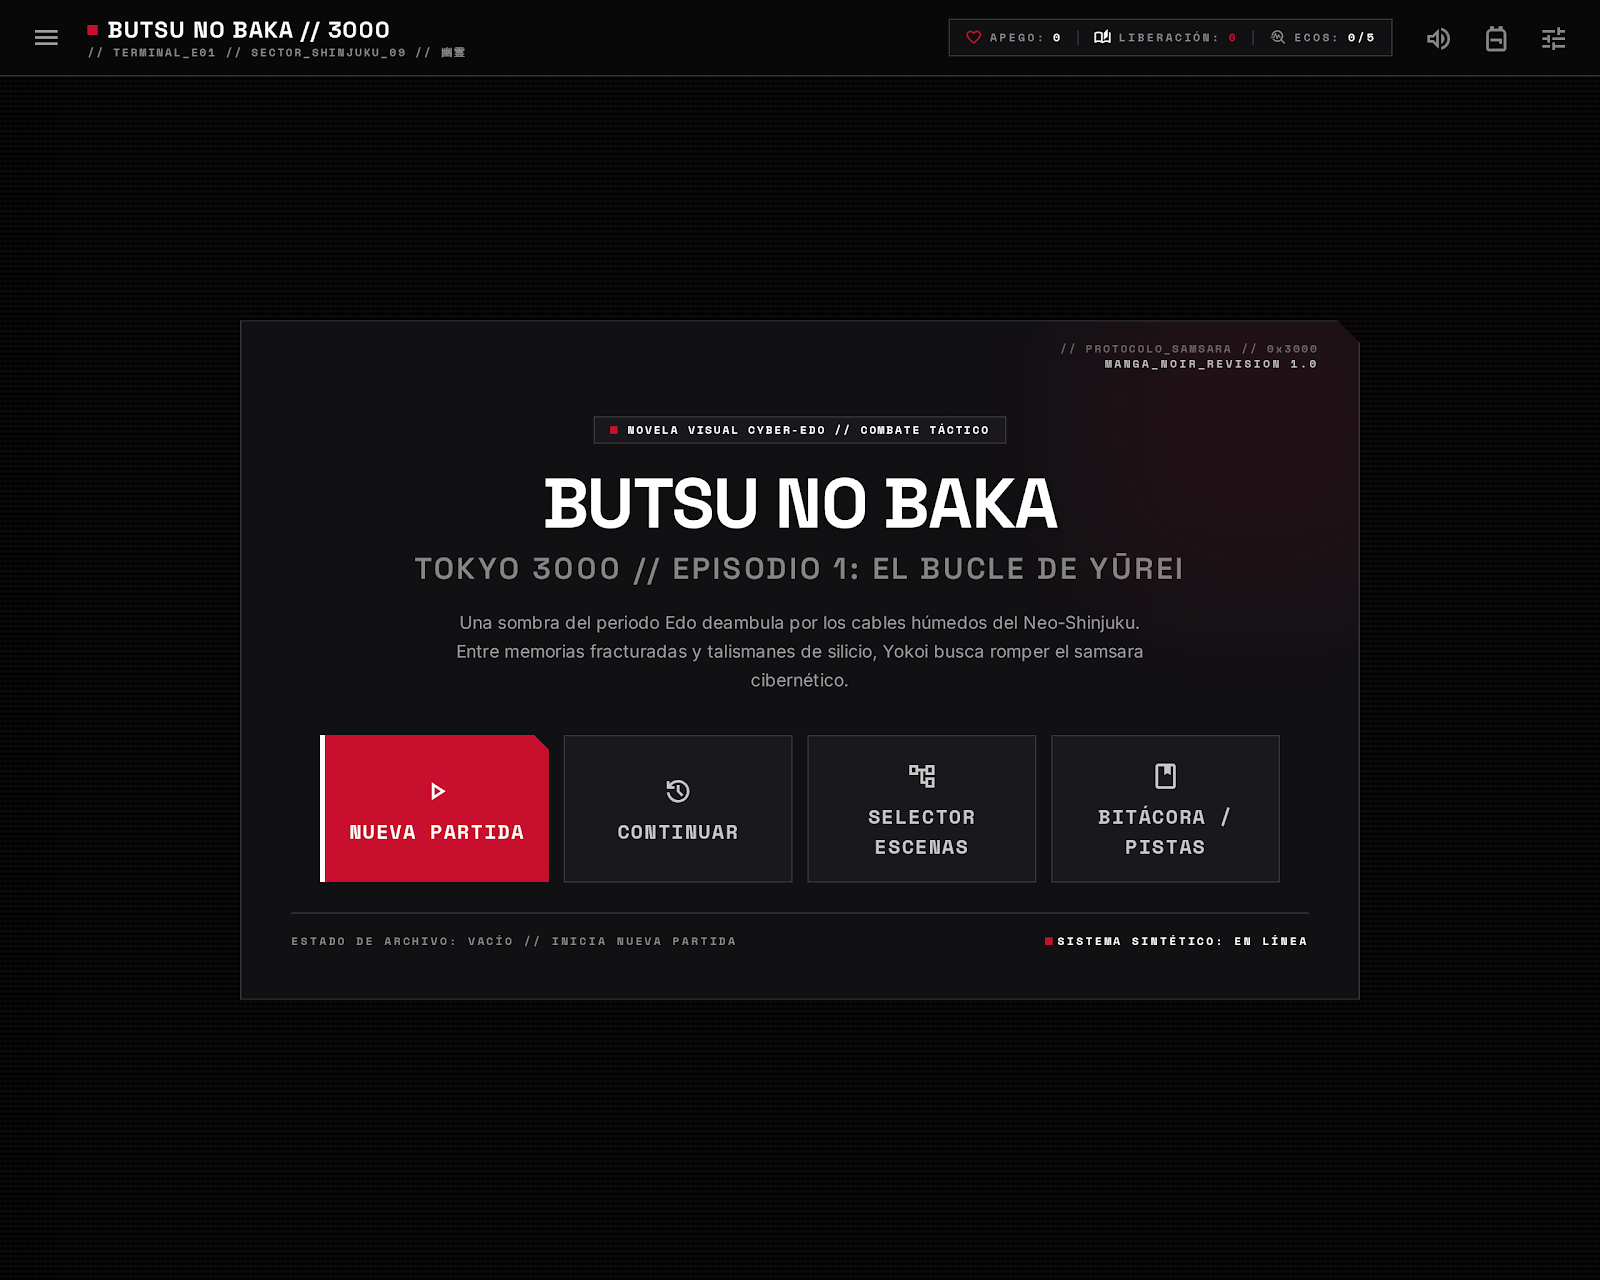 BUTSU NO BAKA // 3000
// TERMINAL_E01 // SECTOR_SHINJUKU_09 // 幽霊
APEGO: 0 | LIBERACIÓN: 0 | ECOS: 0/5
// PROTOCOLO_SAMSARA // 0x3000
MANGA_NOIR_REVISION 1.0
NOVELA VISUAL CYBER-EDO // COMBATE TÁCTICO
BUTSU NO BAKA
TOKYO 3000 // EPISODIO 1: EL BUCLE DE YŪREI
Una sombra del periodo Edo deambula por los cables húmedos del Neo-Shinjuku.
Entre memorias fracturadas y talismanes de silicio, Yokoi busca romper el samsara
cibernético.
NUEVA PARTIDA
CONTINUAR
SELECTOR
ESCENAS
BITÁCORA /
PISTAS
ESTADO DE ARCHIVO: VACÍO // INICIA NUEVA PARTIDA
SISTEMA SINTÉTICO: EN LÍNEA